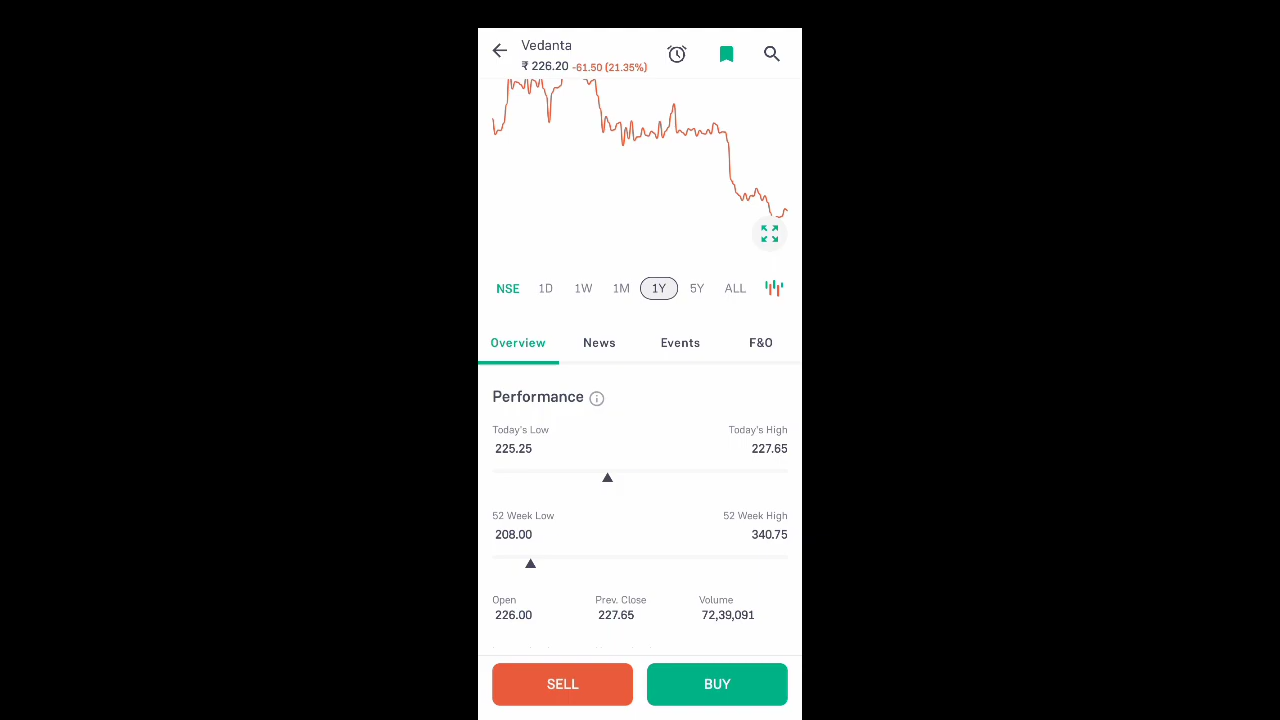 Vedanta
₹ 226.20 -61.50 (21.35%)
NSE 1D 1W 1M 1Y 5Y ALL
Overview News Events F&O
Performance
Today's Low Today's High
225.25 227.65
52 Week Low 52 Week High
208.00 340.75
Open Prev. Close Volume
226.00 227.65 72,39,091
SELL BUY